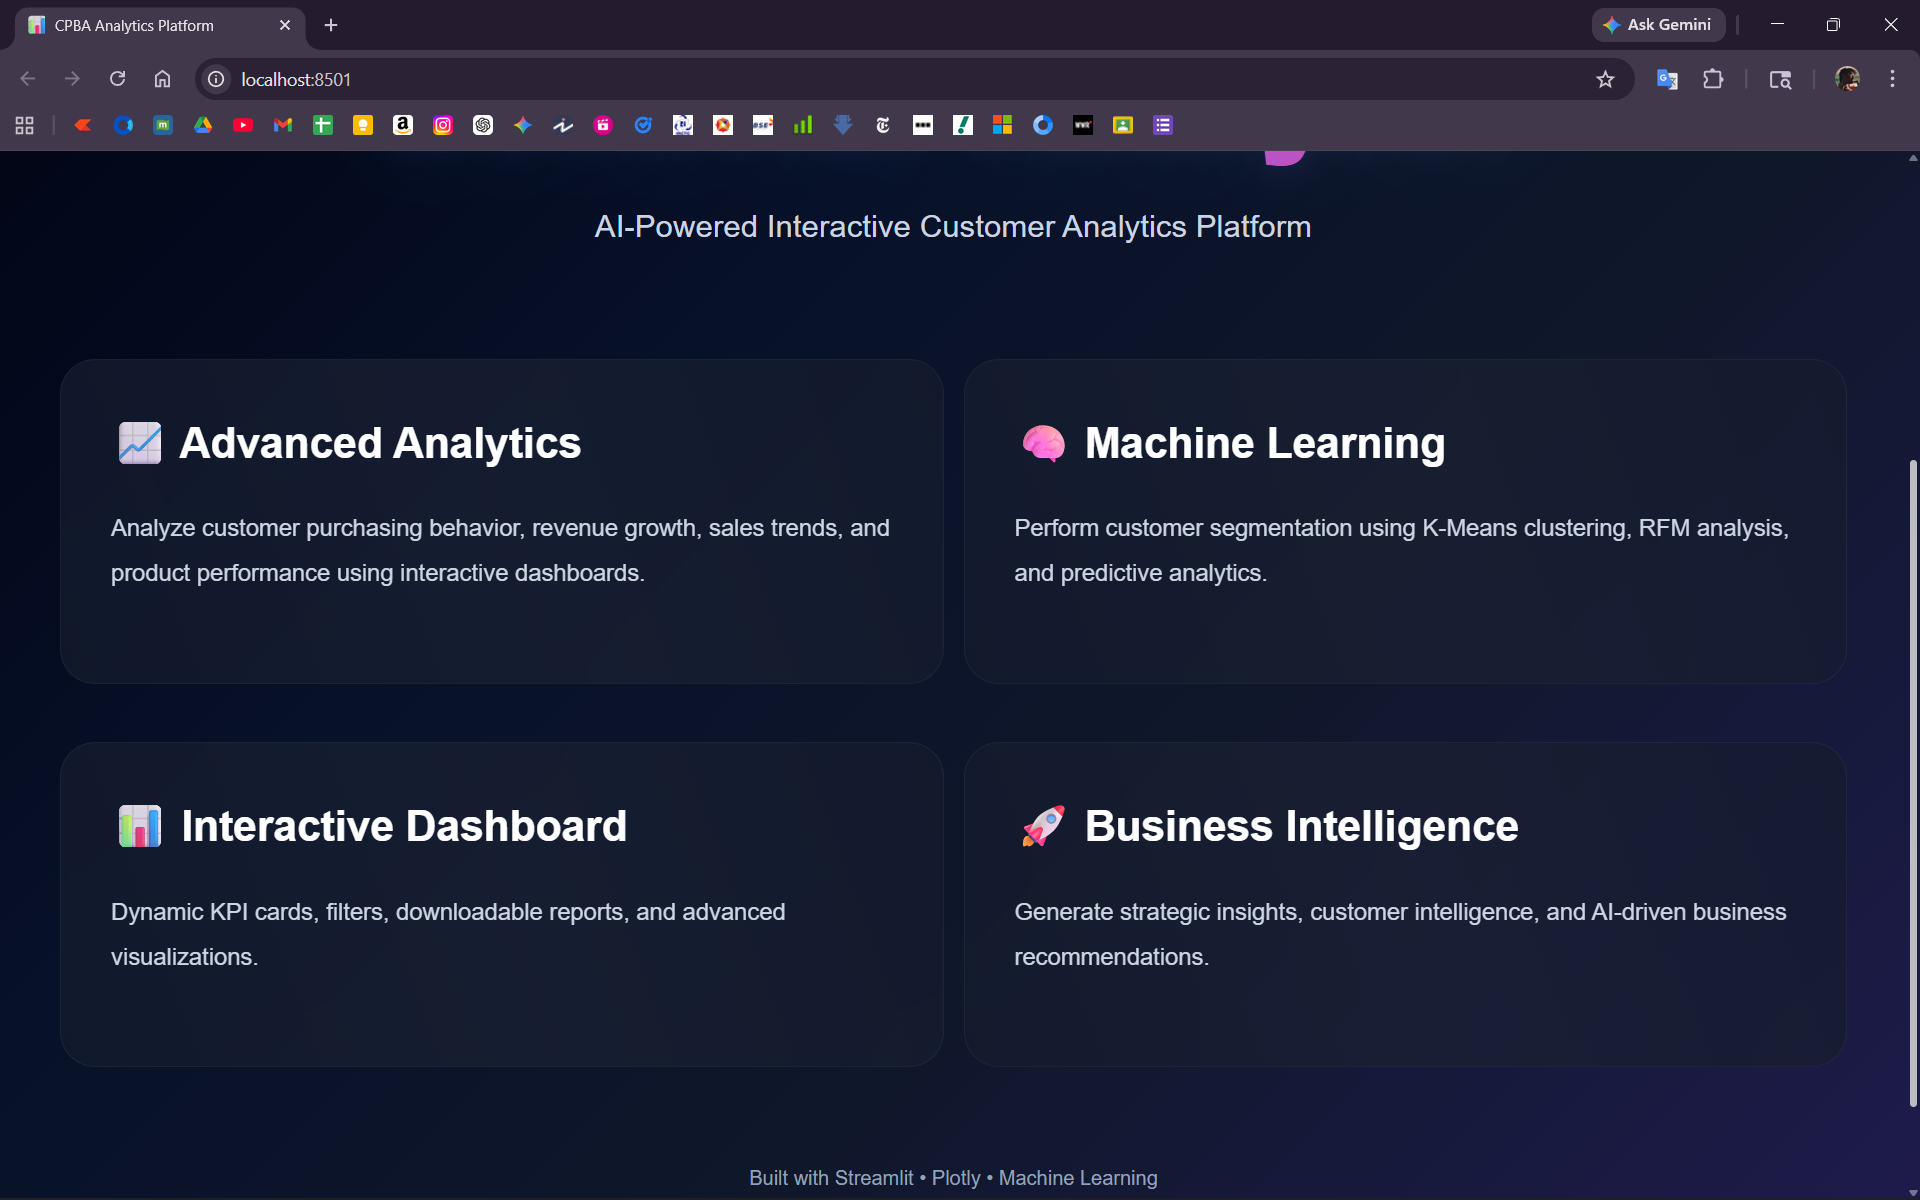 CPBA Analytics Platform
Ask Gemini
localhost:8501
AI-Powered Interactive Customer Analytics Platform
Advanced Analytics
Analyze customer purchasing behavior, revenue growth, sales trends, and
product performance using interactive dashboards.
Machine Learning
Perform customer segmentation using K-Means clustering, RFM analysis,
and predictive analytics.
Interactive Dashboard
Dynamic KPI cards, filters, downloadable reports, and advanced
visualizations.
Business Intelligence
Generate strategic insights, customer intelligence, and AI-driven business
recommendations.
Built with Streamlit • Plotly • Machine Learning